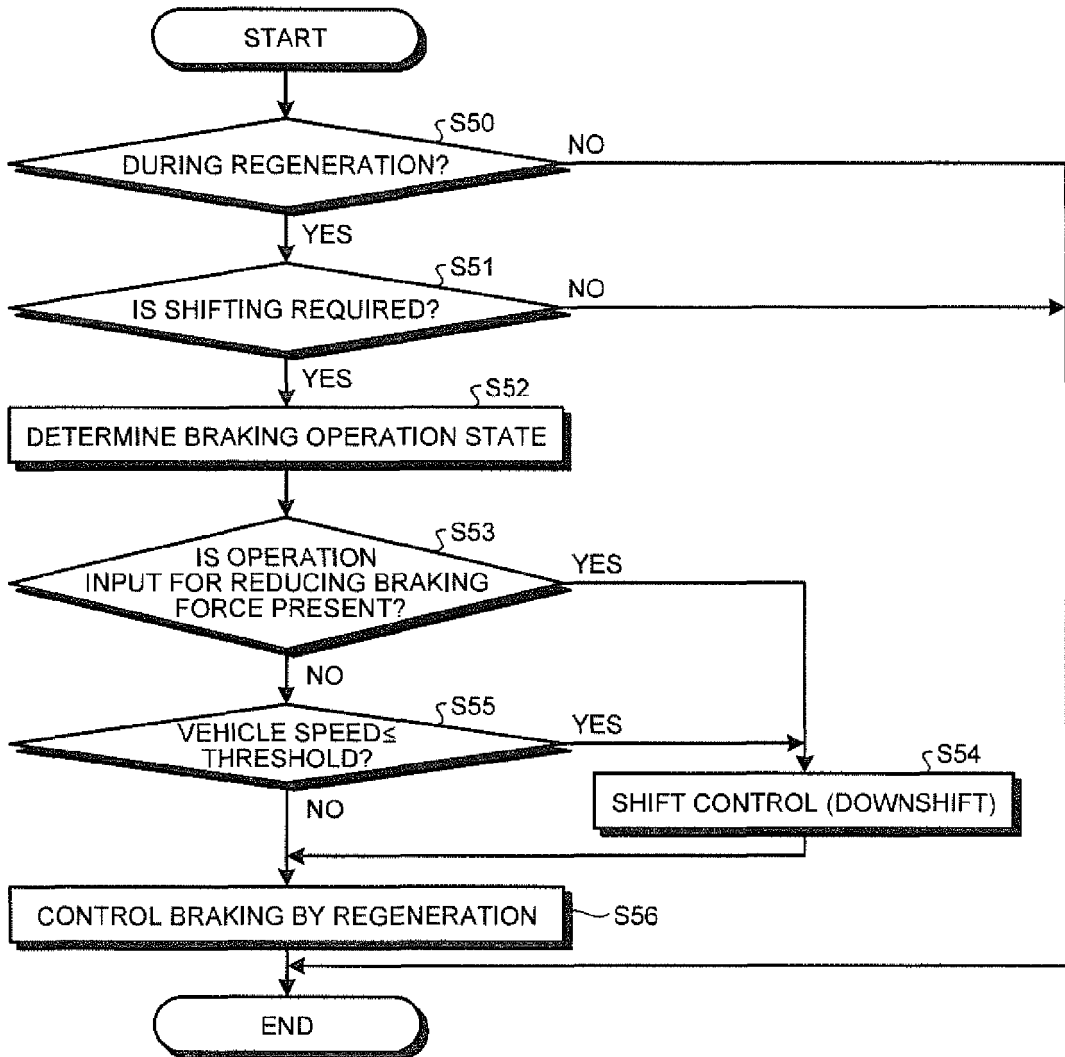 START
S50
DURING REGENERATION?
NO
YES
S51
IS SHIFTING REQUIRED?
NO
YES
S52
DETERMINE BRAKING OPERATION STATE
S53
IS OPERATION
INPUT FOR REDUCING BRAKING
FORCE PRESENT?
YES
NO
S55
VEHICLE SPEED≤
THRESHOLD?
YES
NO
S54
SHIFT CONTROL (DOWNSHIFT)
CONTROL BRAKING BY REGENERATION
S56
END